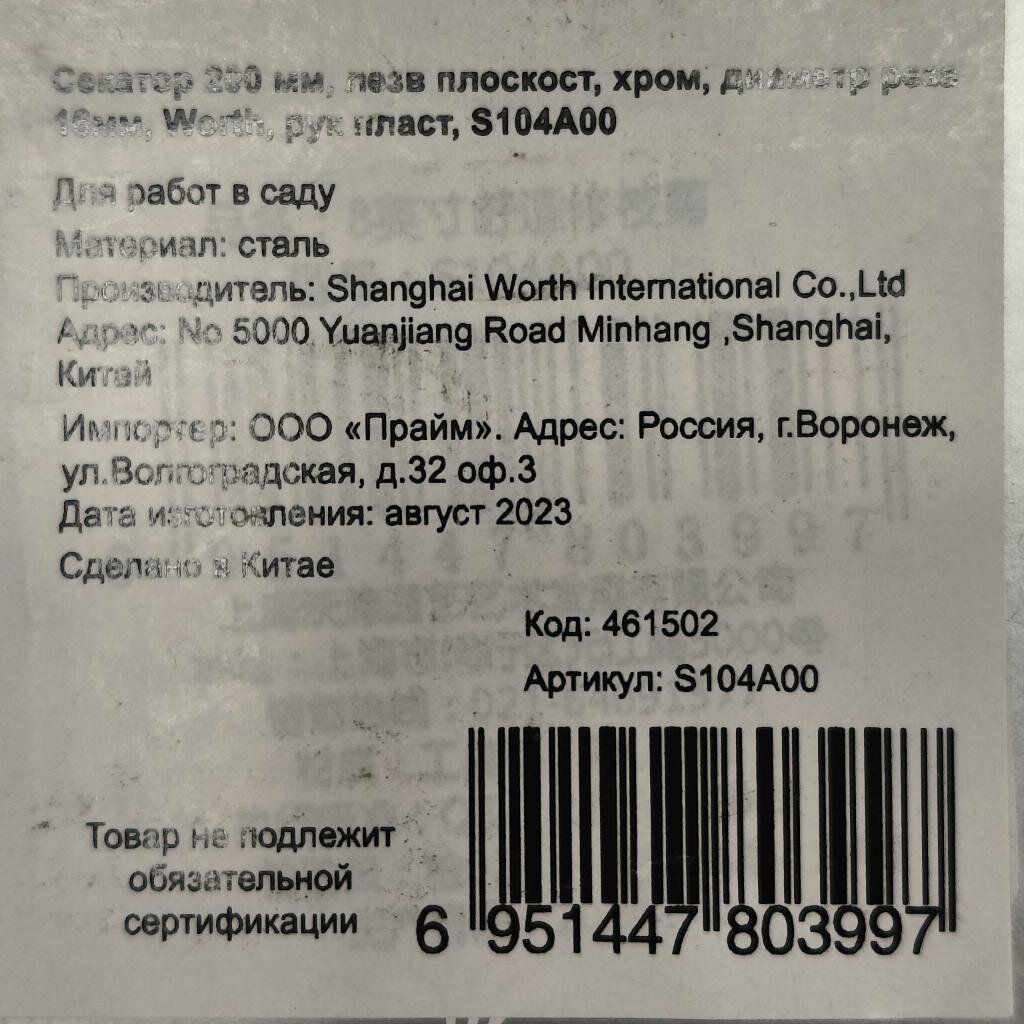 Секатор 200 мм, лезв плоскост, хром, диаметр реза
16мм, Worth, рук пласт, S104A00
Для работ в саду
Материал: сталь
Производитель: Shanghai Worth International Co.,Ltd
Адрес: No 5000 Yuanjiang Road Minhang ,Shanghai,
Китай
Импортер: ООО «Прайм». Адрес: Россия, г.Воронеж,
ул.Волгоградская, д.32 оф.3
Дата изготовления: август 2023
Сделано в Китае
Код: 461502
Артикул: S104A00
Товар не подлежит
обязательной
сертификации
6 951447 803997